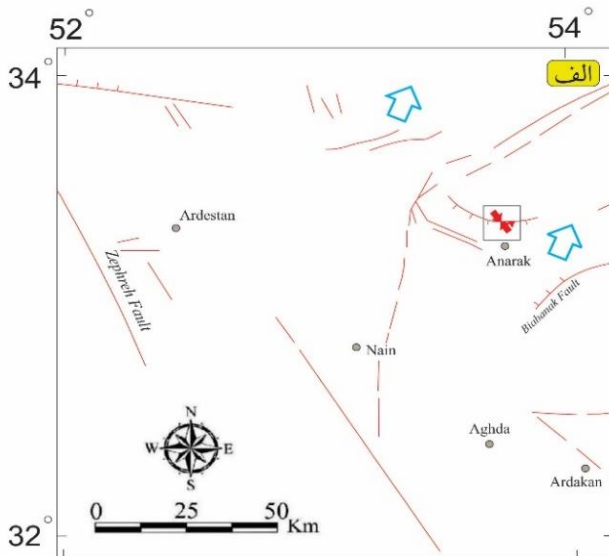 52°
54°
34°
الف
Ardestan
Anarak
Zephreh Fault
Biabanak Fault
Nain
N
W
E
S
Aghda
Ardakan
0
25
50
Km
32°